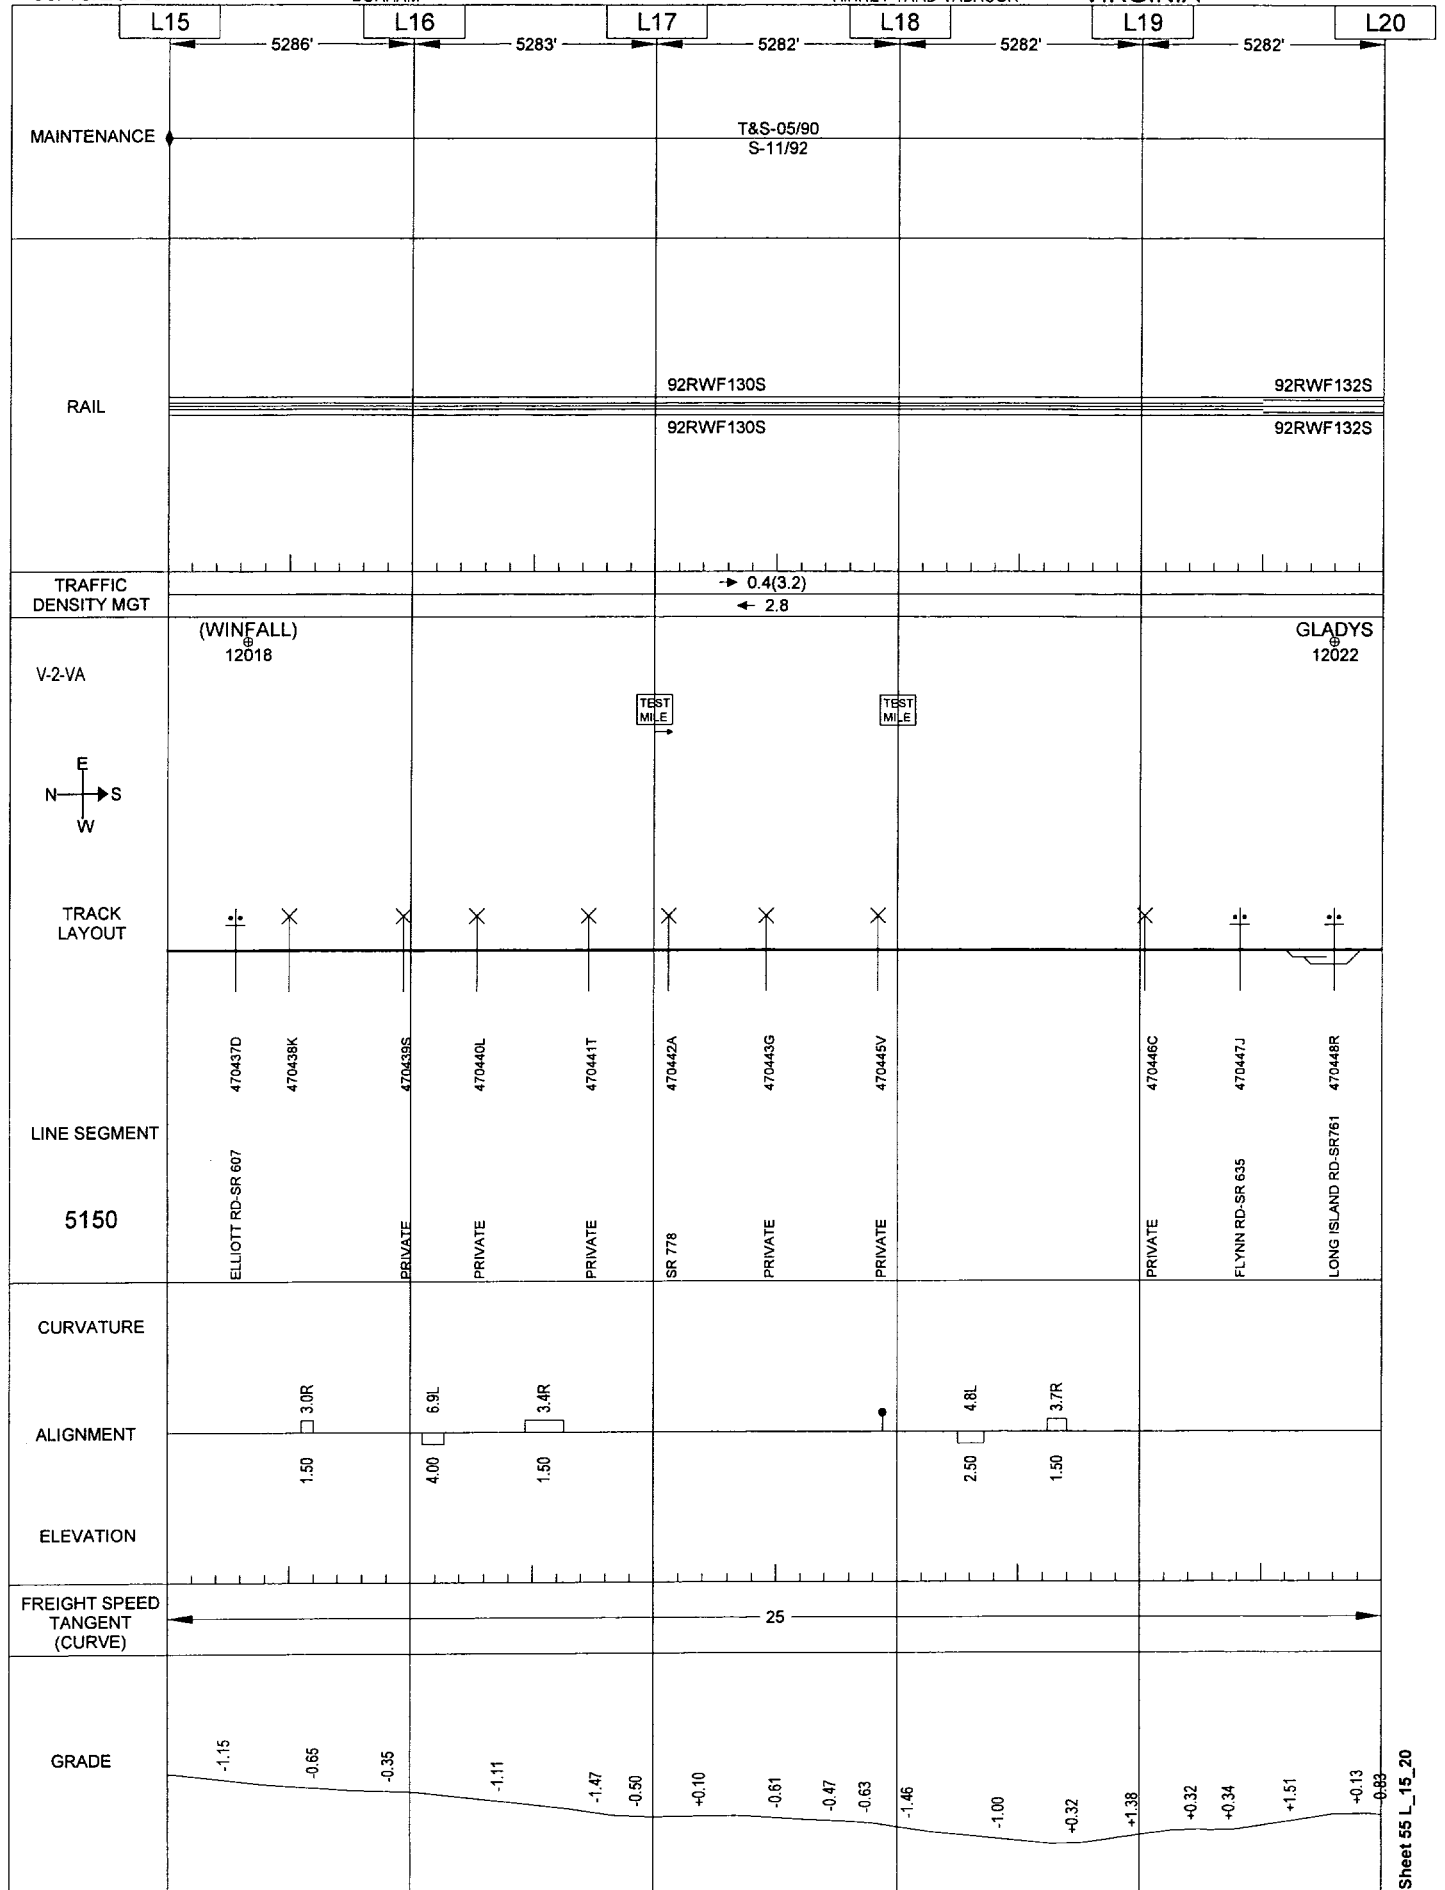 L15 L16 L17 L18 L19 L20
5286' 5283' 5282' 5282' 5282'
MAINTENANCE
T&S-05/90
S-11/92
RAIL
92RWF130S 92RWF132S
92RWF130S 92RWF132S
TRAFFIC
DENSITY MGT
0.4(3.2)
2.8
(WINFALL)
12018
GLADYS
12022
V-2-VA
TEST
MILE
TEST
MILE
E
N S
W
TRACK
LAYOUT
470437D
470438K
470439S
470440L
470441T
470442A
470443G
470445V
470446C
470447J
470448R
LINE SEGMENT
5150
ELLIOTT RD-SR 607
PRIVATE
PRIVATE
PRIVATE
SR 778
PRIVATE
PRIVATE
PRIVATE
FLYNN RD-SR 635
LONG ISLAND RD-SR761
CURVATURE
3.0R 6.9L 3.4R 4.8L 3.7R
ALIGNMENT
1.50 4.00 1.50 2.50 1.50
ELEVATION
FREIGHT SPEED
TANGENT
(CURVE)
25
GRADE
-1.15
-0.65
-0.35
-1.11
-1.47
-0.50
+0.10
-0.61
-0.47
-0.63
-1.46
-1.00
+0.32
+1.38
+0.32
+0.34
+1.51
+0.13
-0.83
Sheet 55 L_15_20